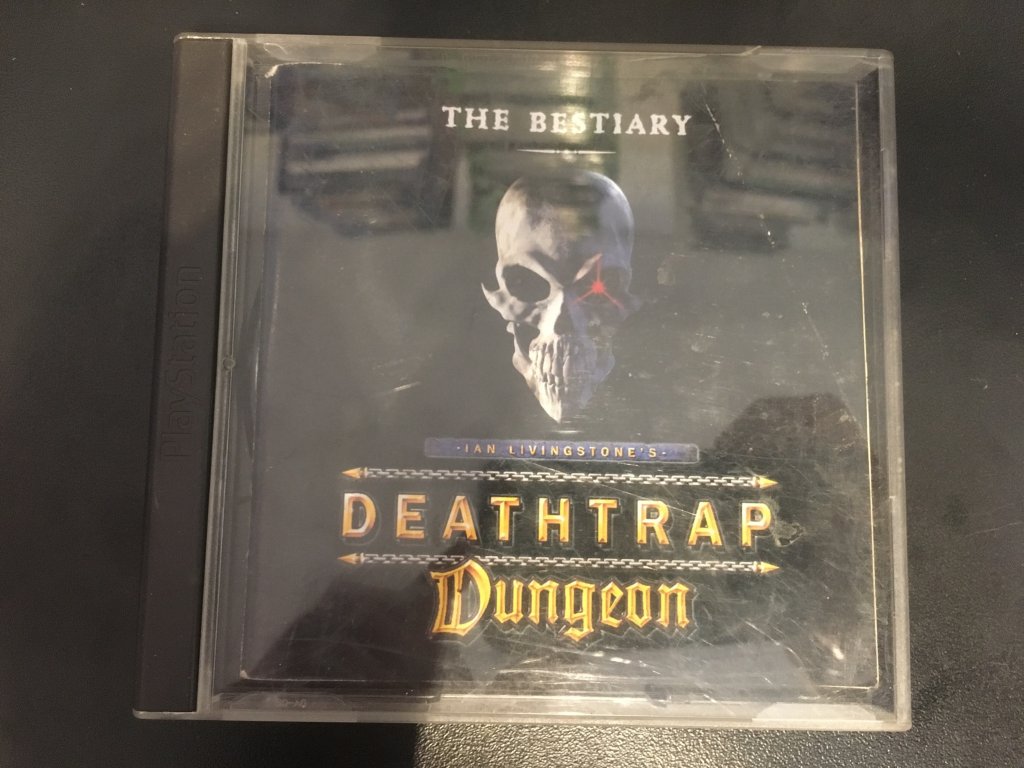 THE BESTIARY
-IAN LIVINGSTONE'S-
DEATHTRAP
Dungeon
PlayStation